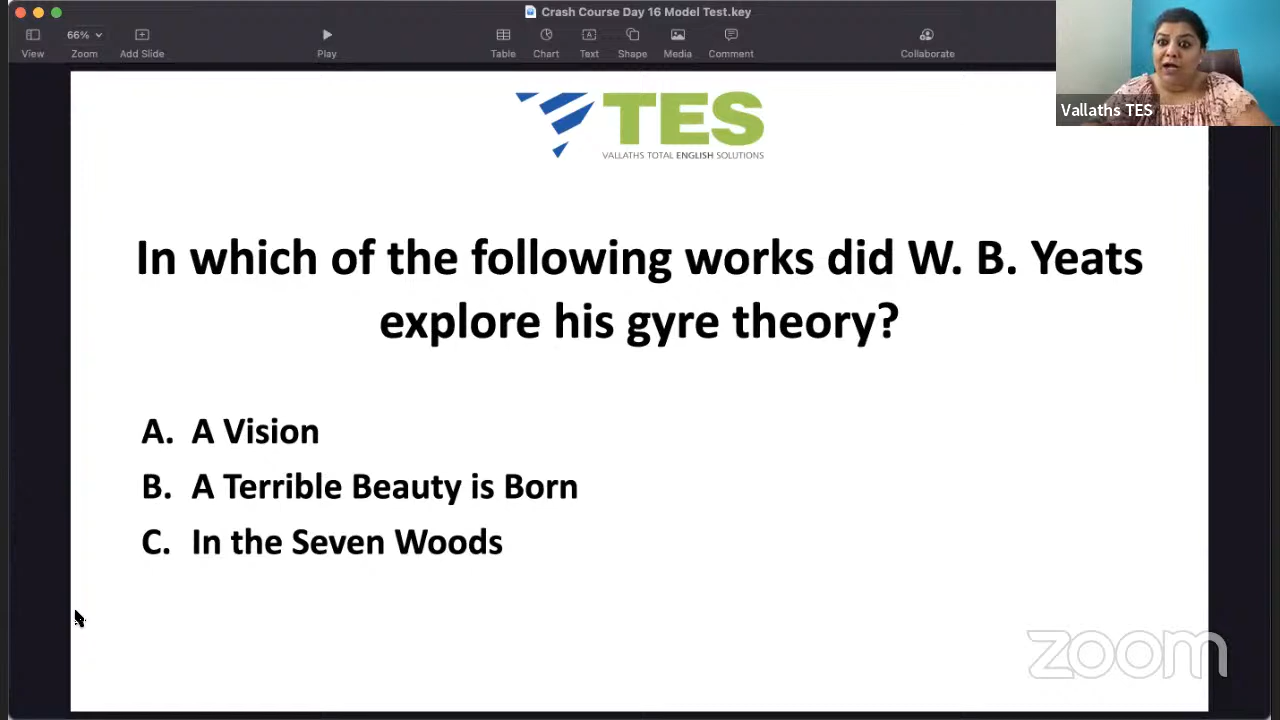 Crash Course Day 16 Model Test.key
66%
View Zoom Add Slide Play Table Chart Text Shape Media Comment Collaborate
Vallaths TES
TES
VALLATHS TOTAL ENGLISH SOLUTIONS
In which of the following works did W. B. Yeats
explore his gyre theory?
A. A Vision
B. A Terrible Beauty is Born
C. In the Seven Woods
zoom